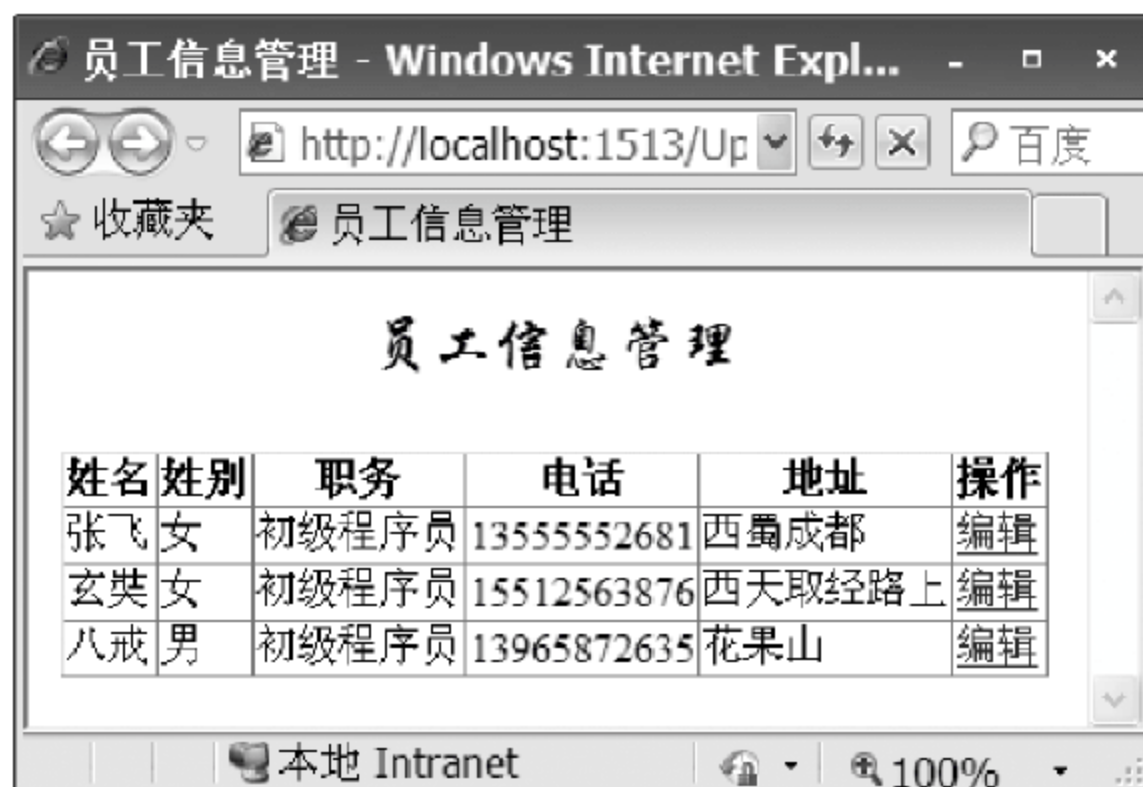 员工信息管理 - Windows Internet Expl...
http://localhost:1513/Up 百度
收藏夹 员工信息管理
员工信息管理
姓名 姓别 职务 电话 地址 操作
张飞 女 初级程序员 13555552681 西蜀成都 编辑
玄奘 女 初级程序员 15512563876 西天取经路上 编辑
八戒 男 初级程序员 13965872635 花果山 编辑
本地 Intranet 100%